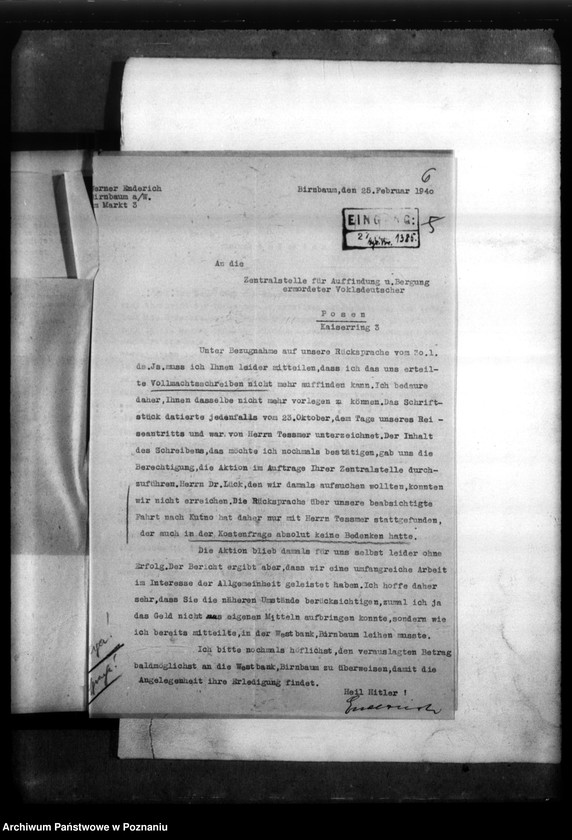 6
Werner Enderich
Birnbaum a/W.
Am Markt 3
Birnbaum,den 25.Februar 1940
EINGANG:
5
An die
Zentralstelle für Auffindung u.Bergung
ermordeter Voklsdeutscher
P o s e n
Kaiserring 3
Unter Bezugnahme auf unsere Rücksprache vom 30.1.
ds.Js.muss ich Ihnen leider mitteilen,dass ich das uns erteil-
te Vollmachtsschreiben nicht mehr auffinden kann.Ich bedaure
daher,Ihnen dasselbe nicht mehr vorlegen z können.Das Schrift-
stück datierte jedenfalls vom 23.Oktober,dem Tage unseres Rei -
seantritts und war von Herrn Tessmer unterzeichnet.Der Inhalt
des Schreibens,das möchte ich nochmals bestätigen,gab uns die
Berechtigung,die Aktion im Auftrage Ihrer Zentralstelle durch-
zuführen.Herrn Dr.Lück,den wir damals aufsuchen wollten,konnten
wir nicht erreichen.Die Rücksprache über unsere beabsichtigte
Fahrt nach Kutno hat daher nur mit Herrn Tessmer stattgefunden,
der auch in der Kostenfrage absolut keine Bedenken hatte.
Die Aktion blieb damals für uns selbst leider ohne
Erfolg.Der Bericht ergibt aber,dass wir eine umfangreiche Arbeit
im Interesse der Allgemeinheit geleistet haben.Ich hoffe daher
sehr,dass Sie die näheren Umstände berücksichtigen,zumal ich ja
das Geld nicht aus eigenen Mitteln aufbringen konnte,sondern wie
ich bereits mitteilte,in der Westbank,Birnbaum leihen musste.
Ich bitte nochmals höflichst,den verauslagten Betrag
baldmöglichst an die Westbank,Birnbaum zu überweisen,damit die
Angelegenheit ihre Erledigung findet.
Heil Hitler !
Enderich
Archiwum Państwowe w Poznaniu